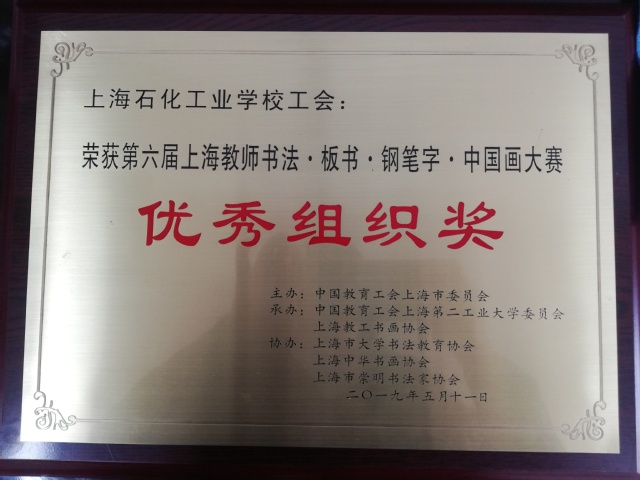 上海石化工业学校工会：
荣获第六届上海教师书法·板书·钢笔字·中国画大赛
优秀组织奖
主办：中国教育工会上海市委员会
承办：中国教育工会上海第二工业大学委员会
上海教工书画协会
协办：上海市大学书法教育协会
上海中华书画协会
上海市崇明书法家协会
二〇一九年五月十一日